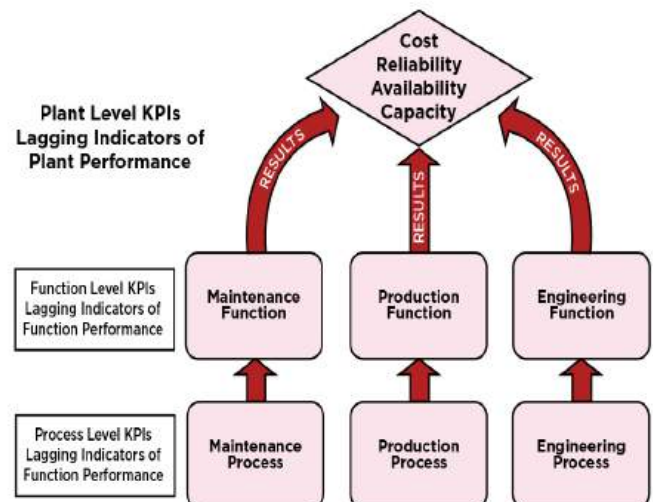 Cost
Reliability
Availability
Capacity
Plant Level KPIs
Lagging Indicators of
Plant Performance
RESULTS
RESULTS
RESULTS
Function Level KPIs
Lagging Indicators of
Function Performance
Maintenance
Function
Production
Function
Engineering
Function
Process Level KPIs
Lagging Indicators of
Function Performance
Maintenance
Process
Production
Process
Engineering
Process